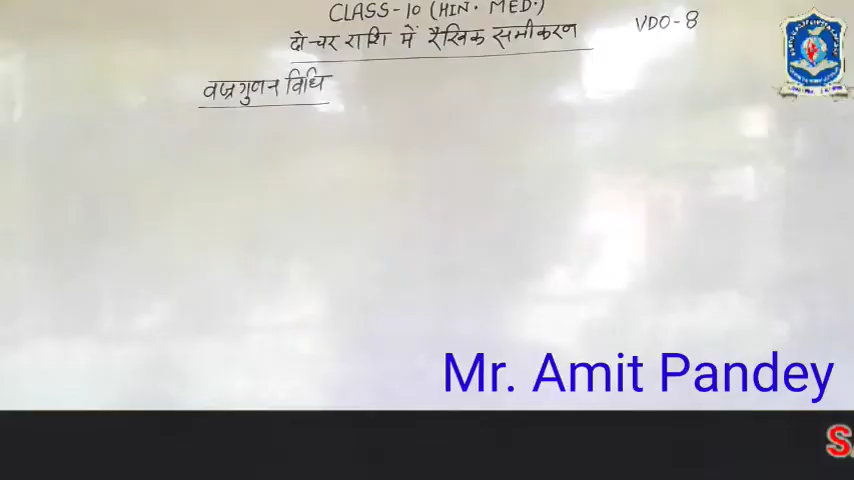 CLASS-10 (HIN. MED.)
दो-चर राशि में रैखिक समीकरण
VDO-8
वज्रगुणन विधि
Mr. Amit Pandey